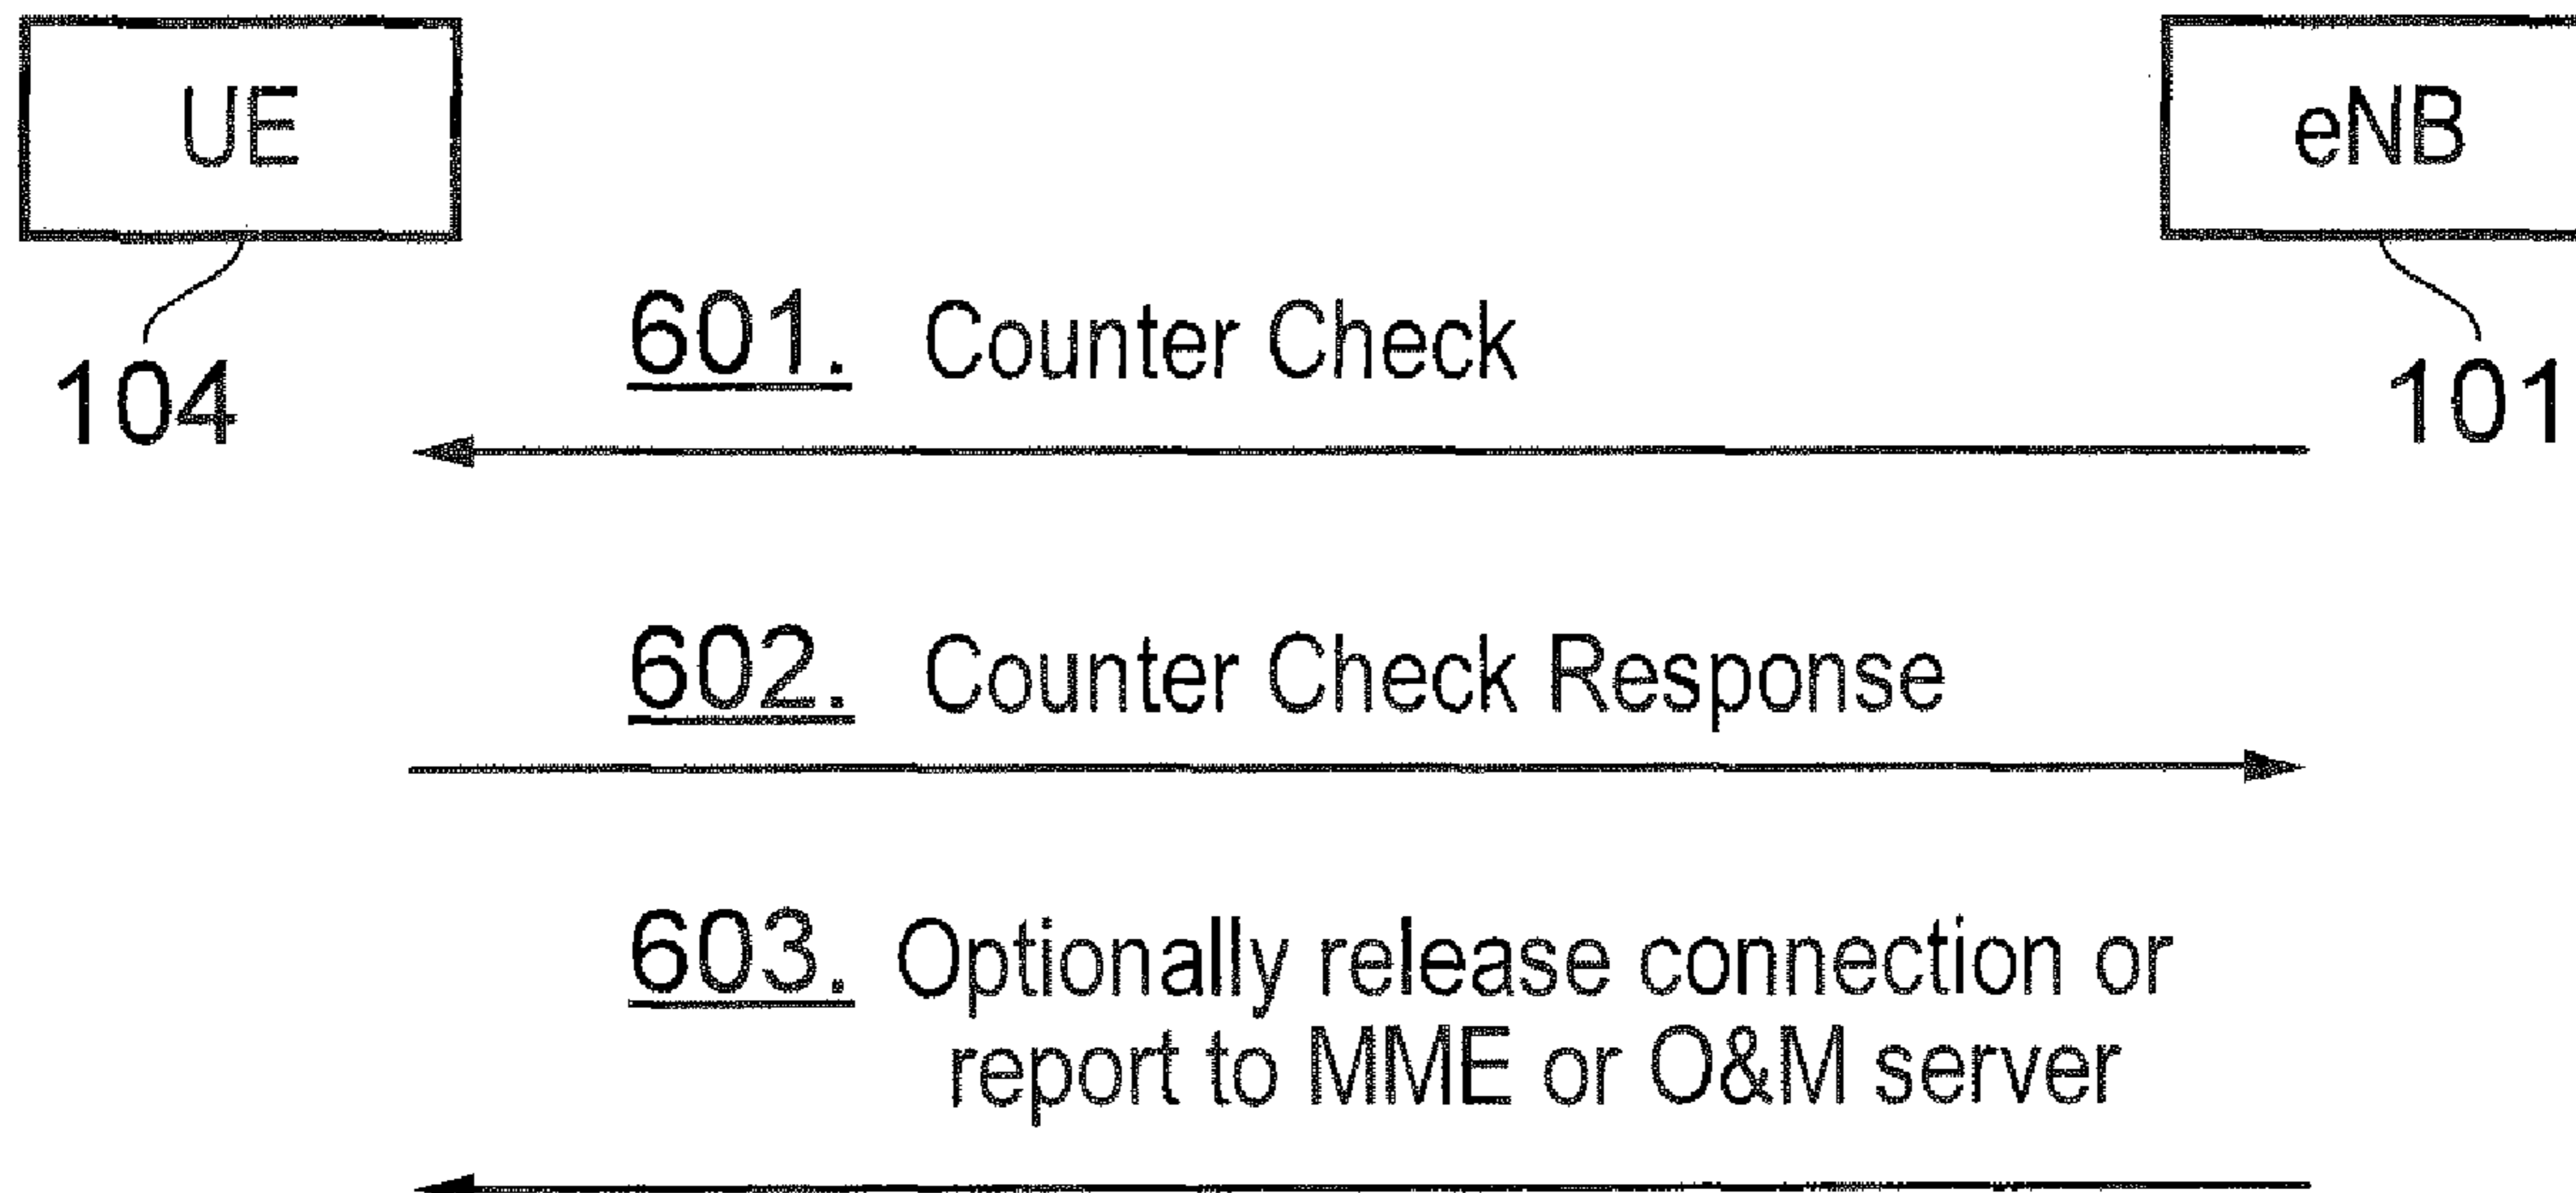 UE
eNB
104
101
601. Counter Check
602. Counter Check Response
603. Optionally release connection or
report to MME or O&M server